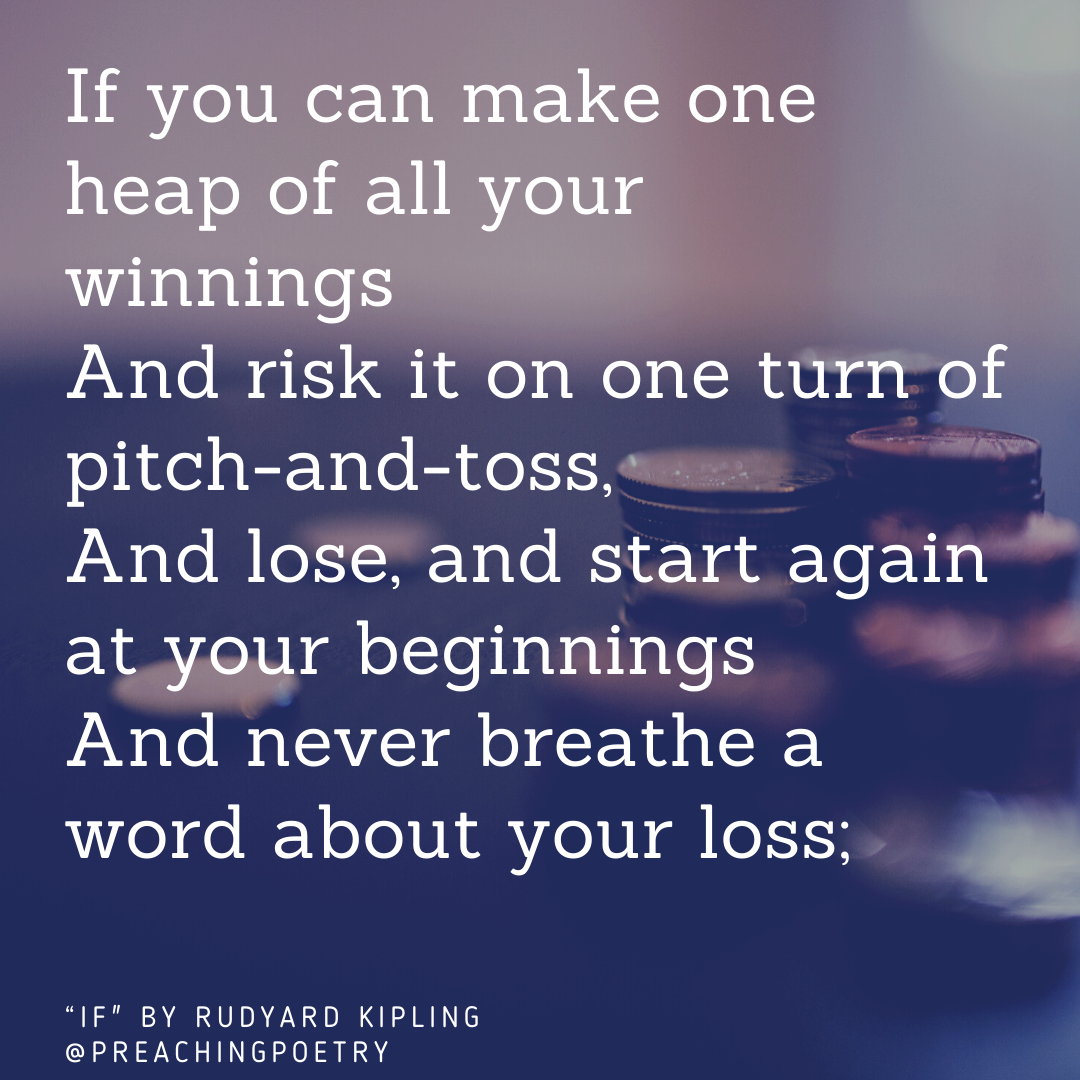 If you can make one
heap of all your
winnings
And risk it on one turn of
pitch-and-toss,
And lose, and start again
at your beginnings
And never breathe a
word about your loss;
“IF" BY RUDYARD KIPLING
@PREACHINGPOETRY